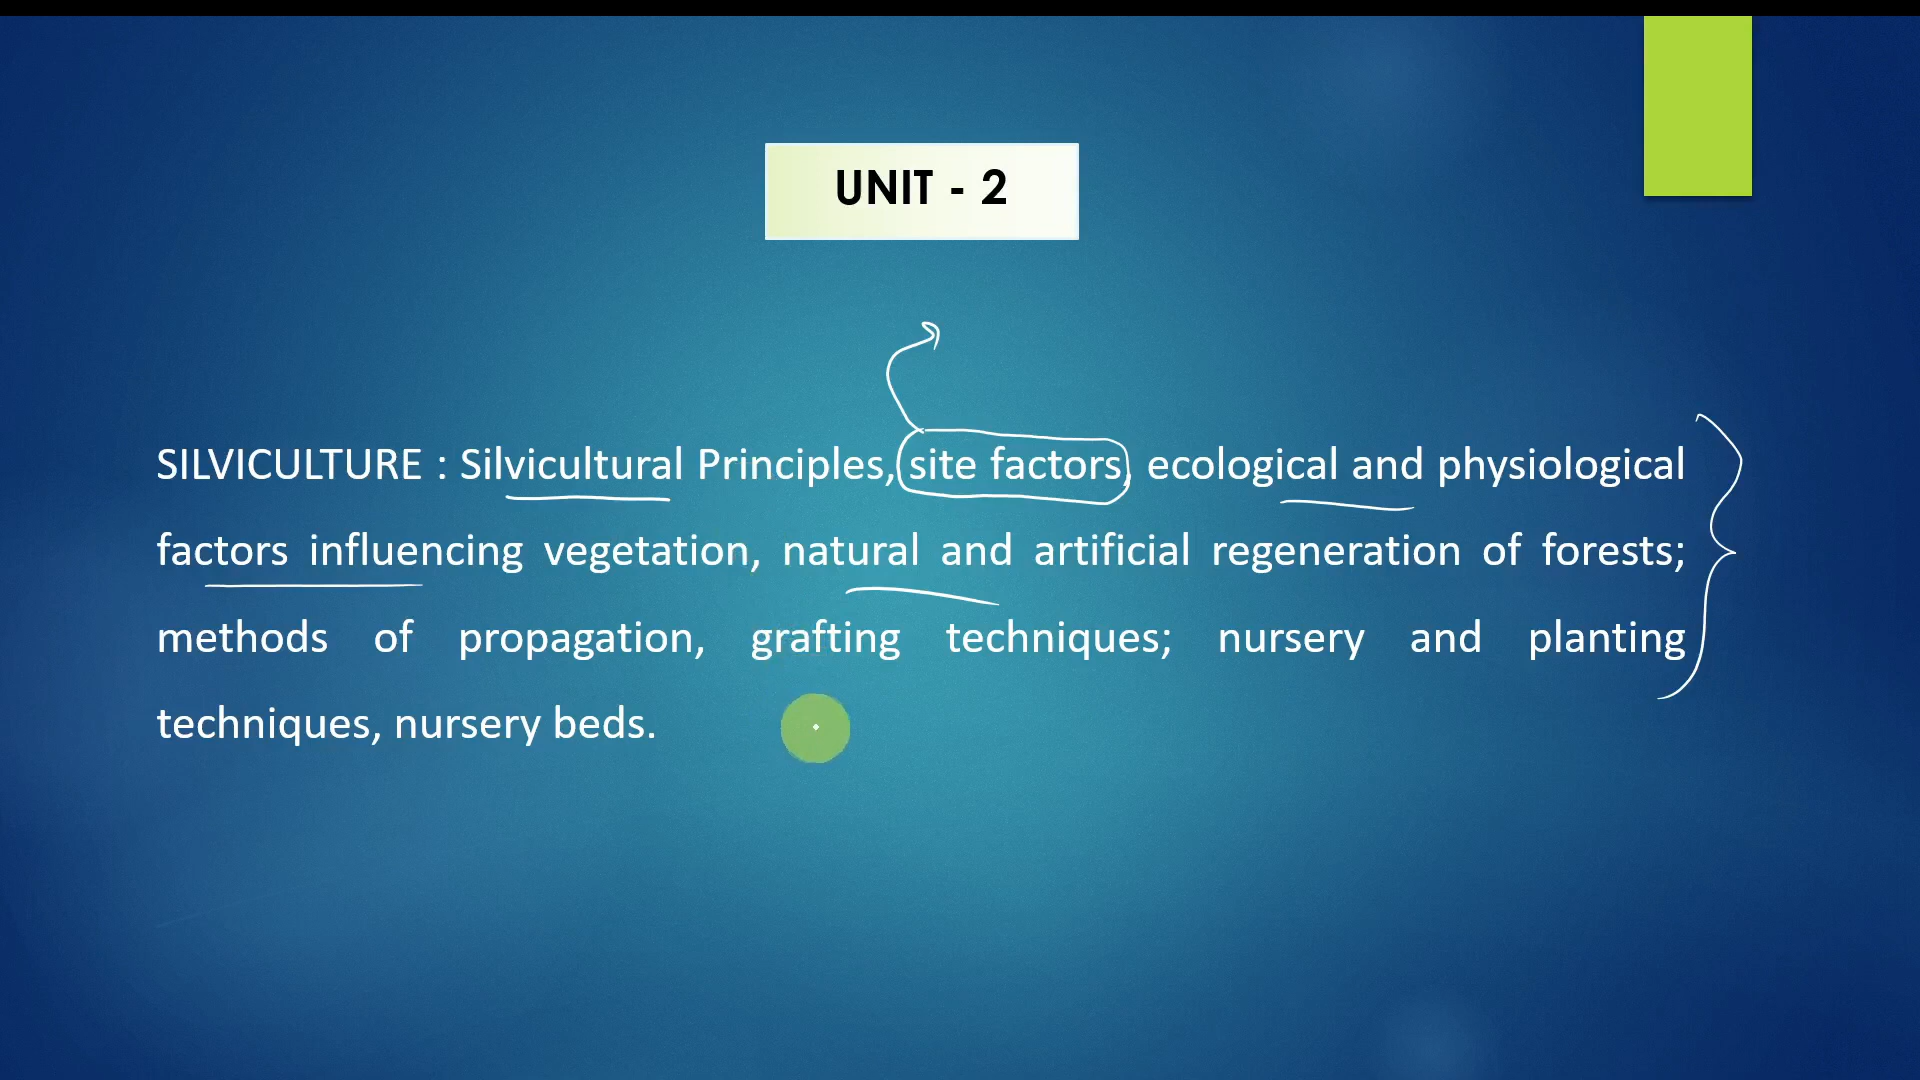 UNIT - 2
SILVICULTURE : Silvicultural Principles, site factors, ecological and physiological
factors influencing vegetation, natural and artificial regeneration of forests;
methods of propagation, grafting techniques; nursery and planting
techniques, nursery beds.